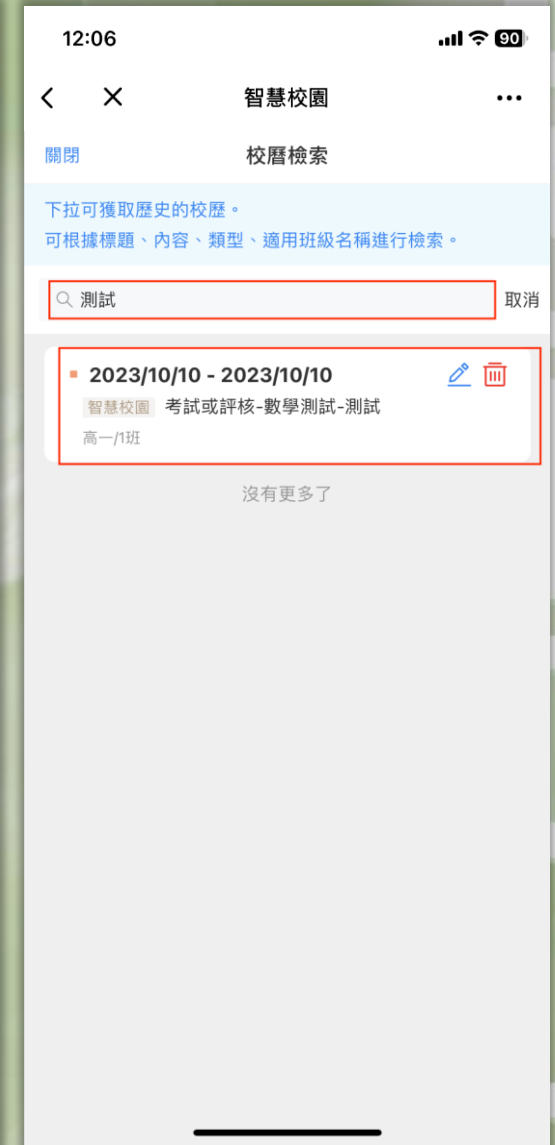 12:06
90
智慧校園
關閉
校曆檢索
下拉可獲取歷史的校歷。
可根據標題、內容、類型、適用班級名稱進行檢索。
測試
取消
2023/10/10 - 2023/10/10
智慧校園 考試或評核-數學測試-測試
高一/1班
沒有更多了